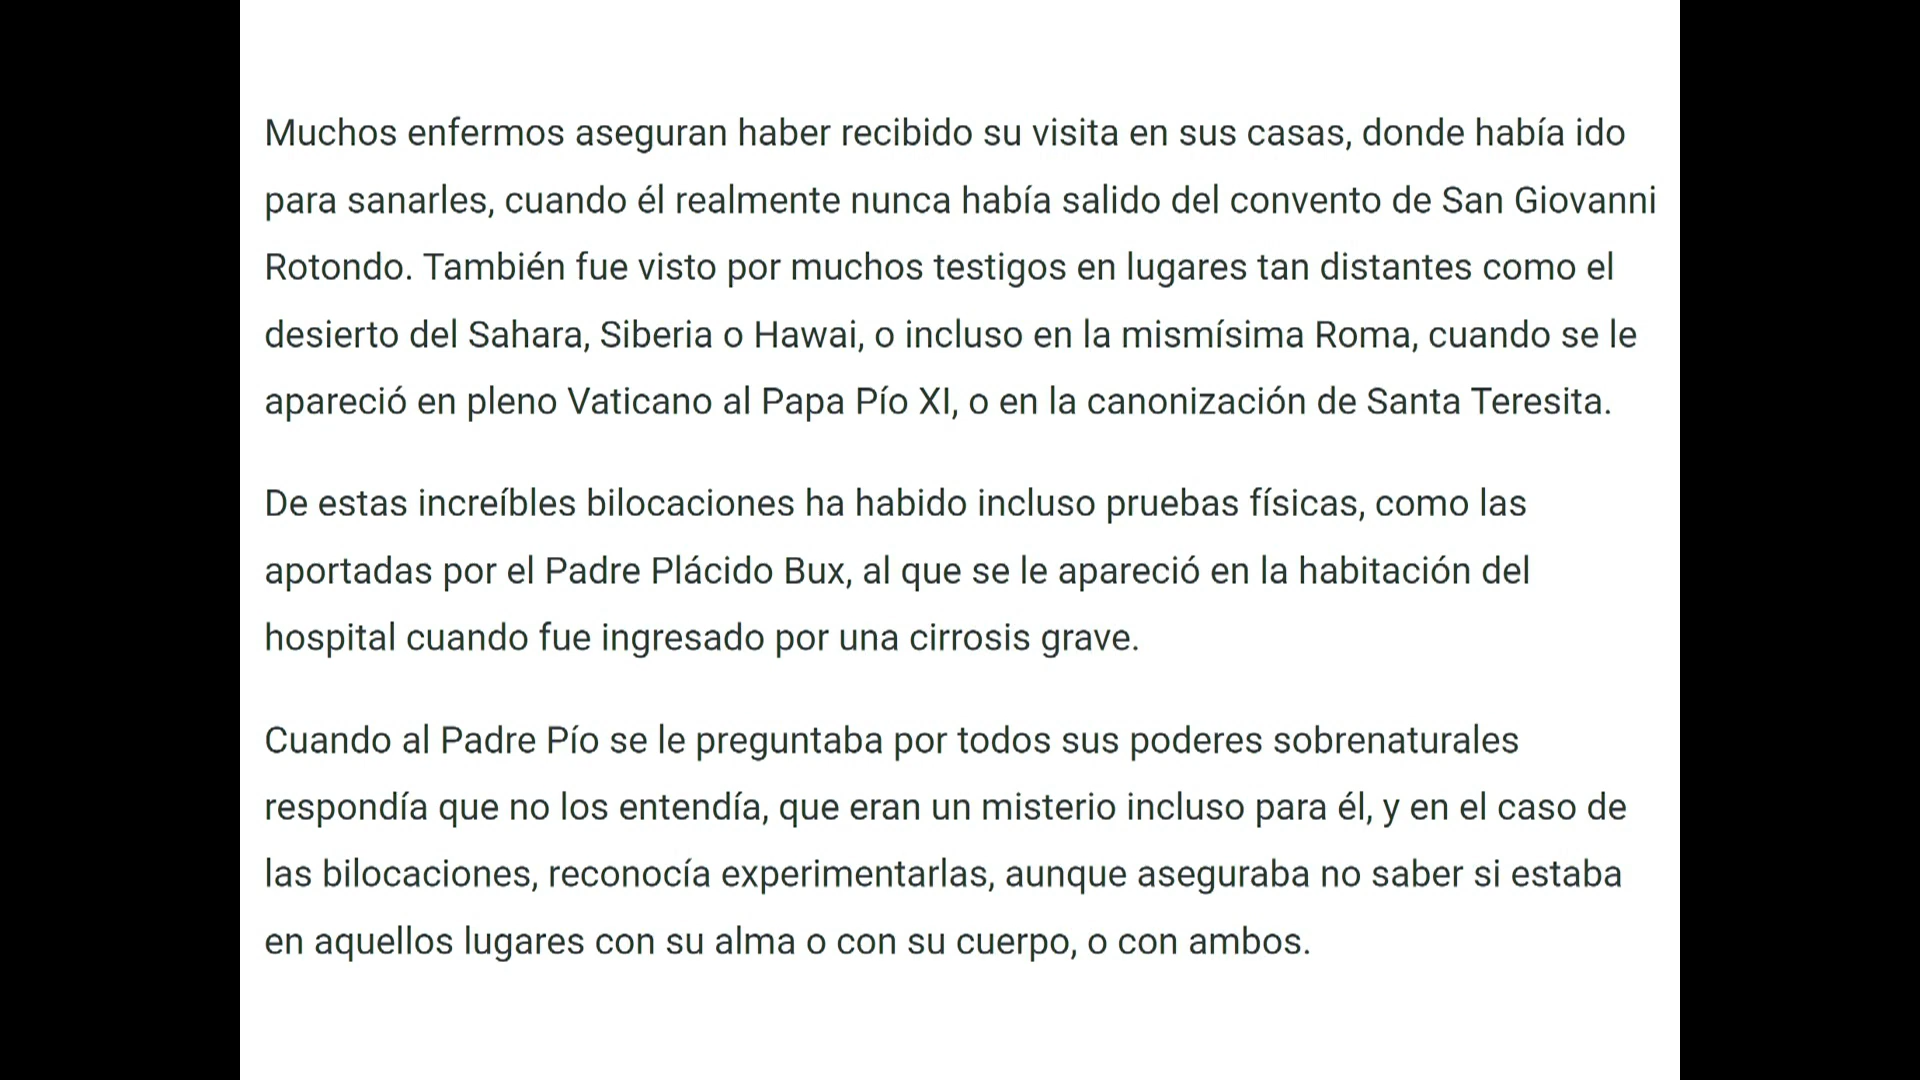 Muchos enfermos aseguran haber recibido su visita en sus casas, donde había ido
para sanarles, cuando él realmente nunca había salido del convento de San Giovanni
Rotondo. También fue visto por muchos testigos en lugares tan distantes como el
desierto del Sahara, Siberia o Hawai, o incluso en la mismísima Roma, cuando se le
apareció en pleno Vaticano al Papa Pío XI, o en la canonización de Santa Teresita.
De estas increíbles bilocaciones ha habido incluso pruebas físicas, como las
aportadas por el Padre Plácido Bux, al que se le apareció en la habitación del
hospital cuando fue ingresado por una cirrosis grave.
Cuando al Padre Pío se le preguntaba por todos sus poderes sobrenaturales
respondía que no los entendía, que eran un misterio incluso para él, y en el caso de
las bilocaciones, reconocía experimentarlas, aunque aseguraba no saber si estaba
en aquellos lugares con su alma o con su cuerpo, o con ambos.